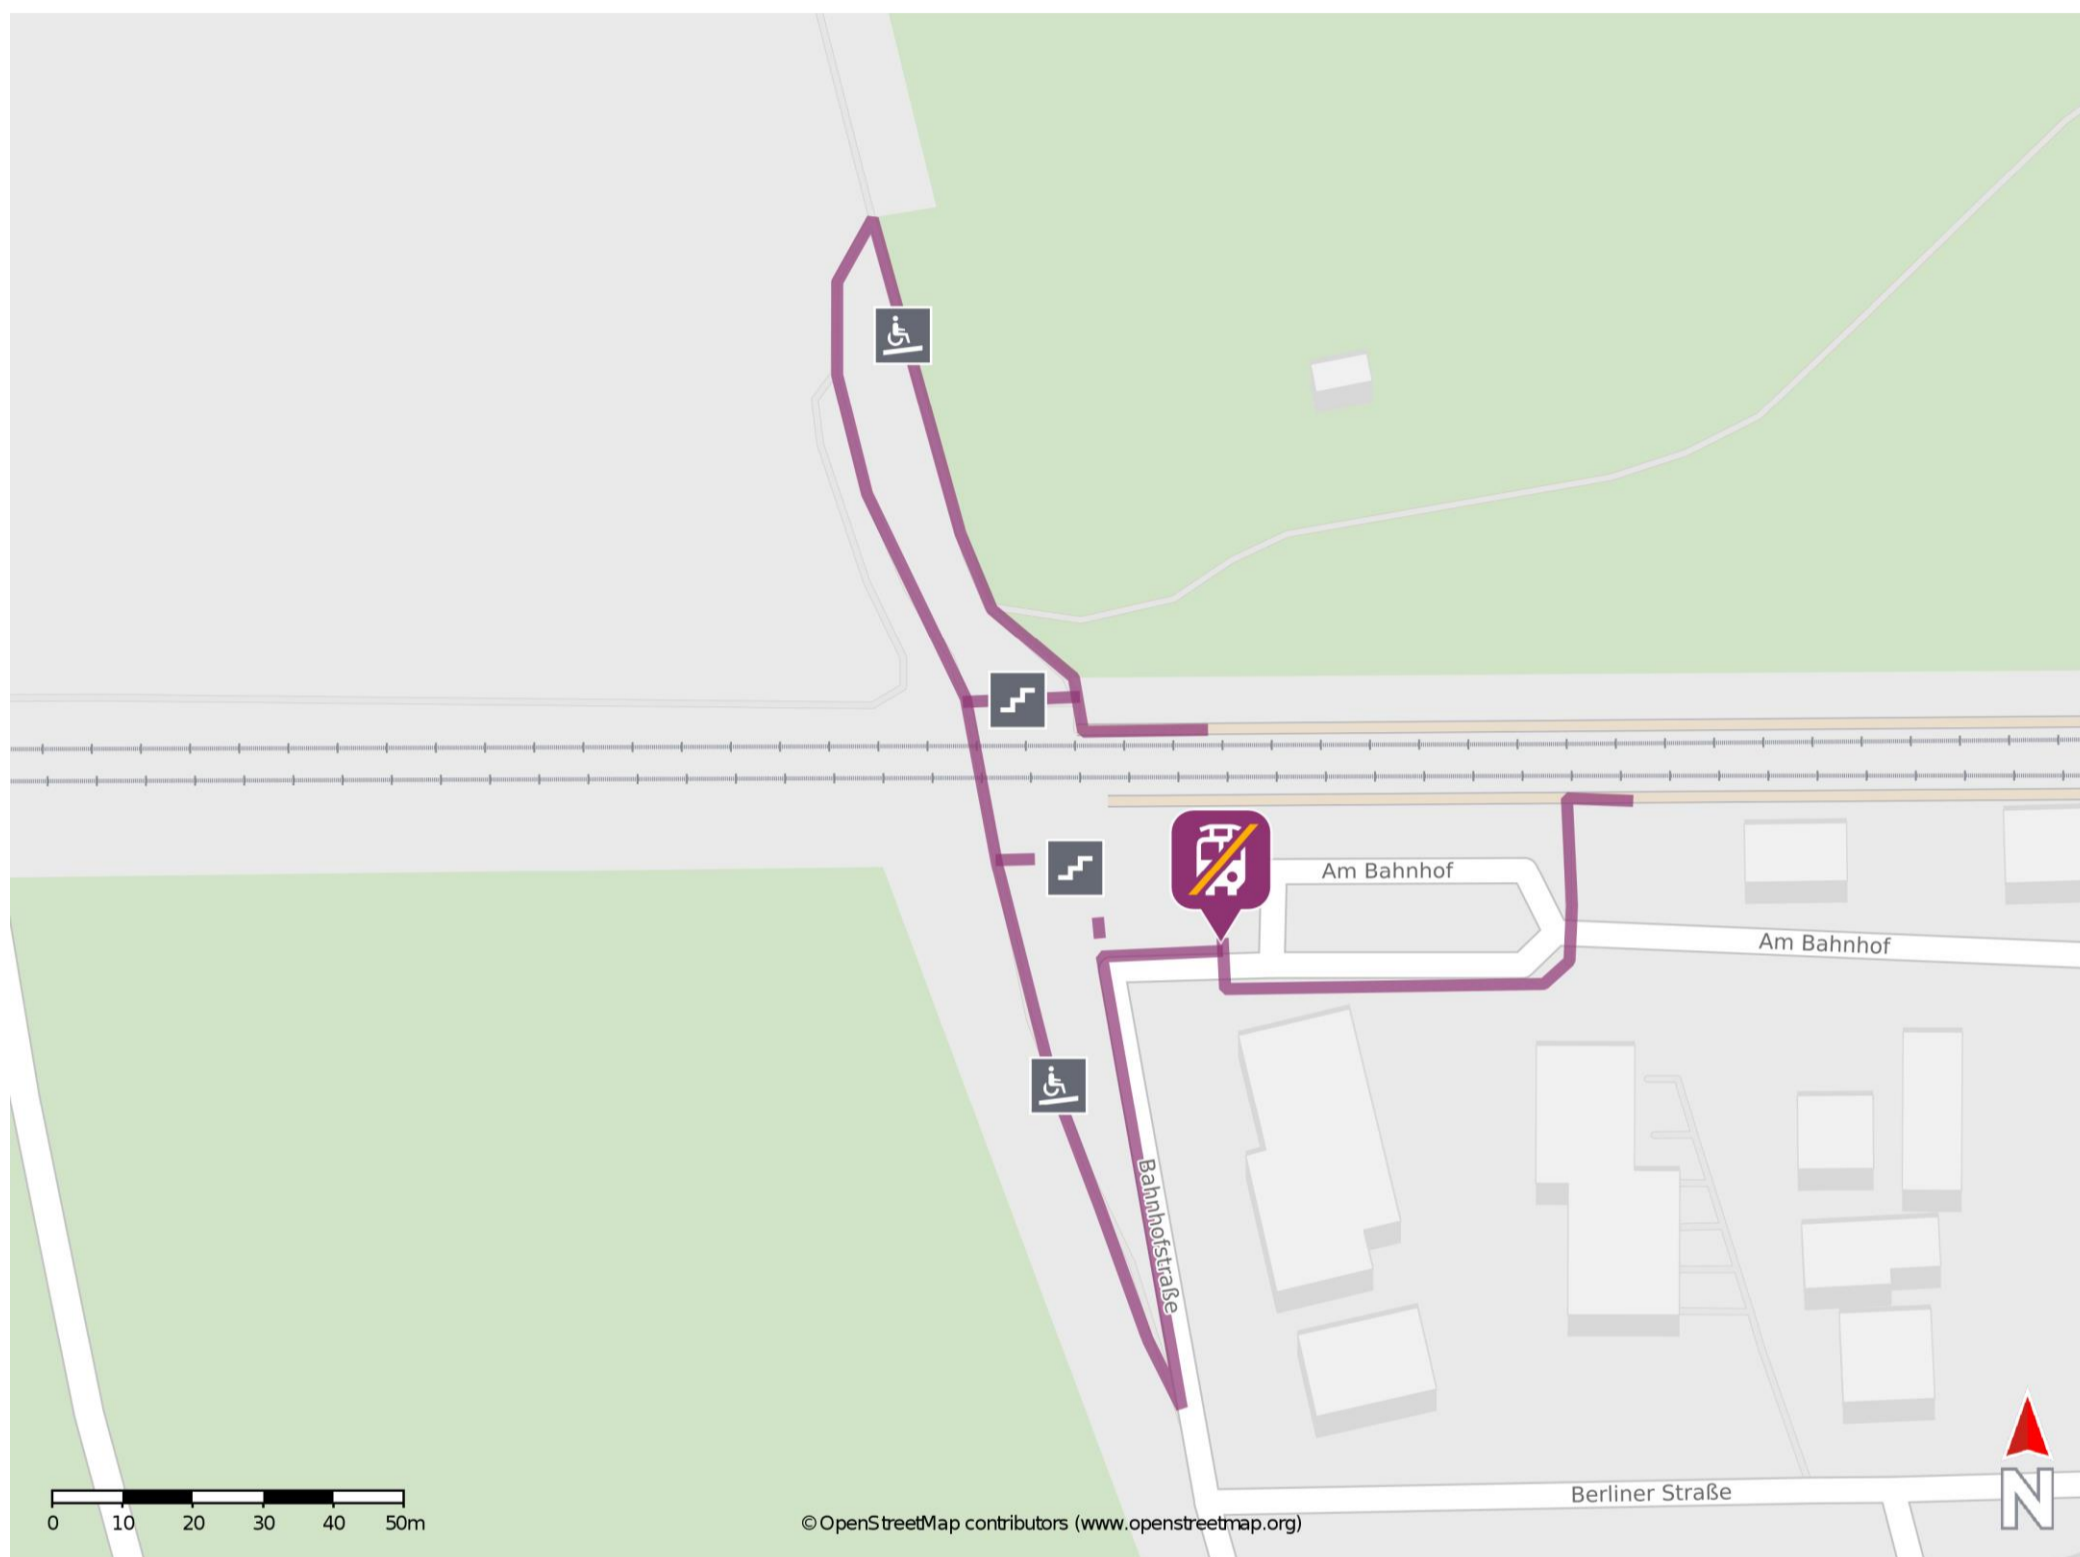 Am Bahnhof
Am Bahnhof
Bahnhofstraße
Berliner Straße
0 10 20 30 40 50m
©OpenStreetMap contributors (www.openstreetmap.org)
N